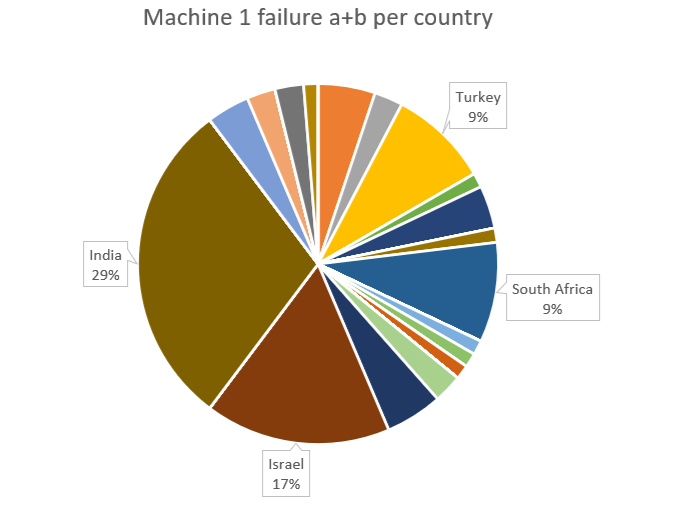 Machine 1 failure a+b per country
Turkey
9%
India
29%
South Africa
9%
Israel
17%